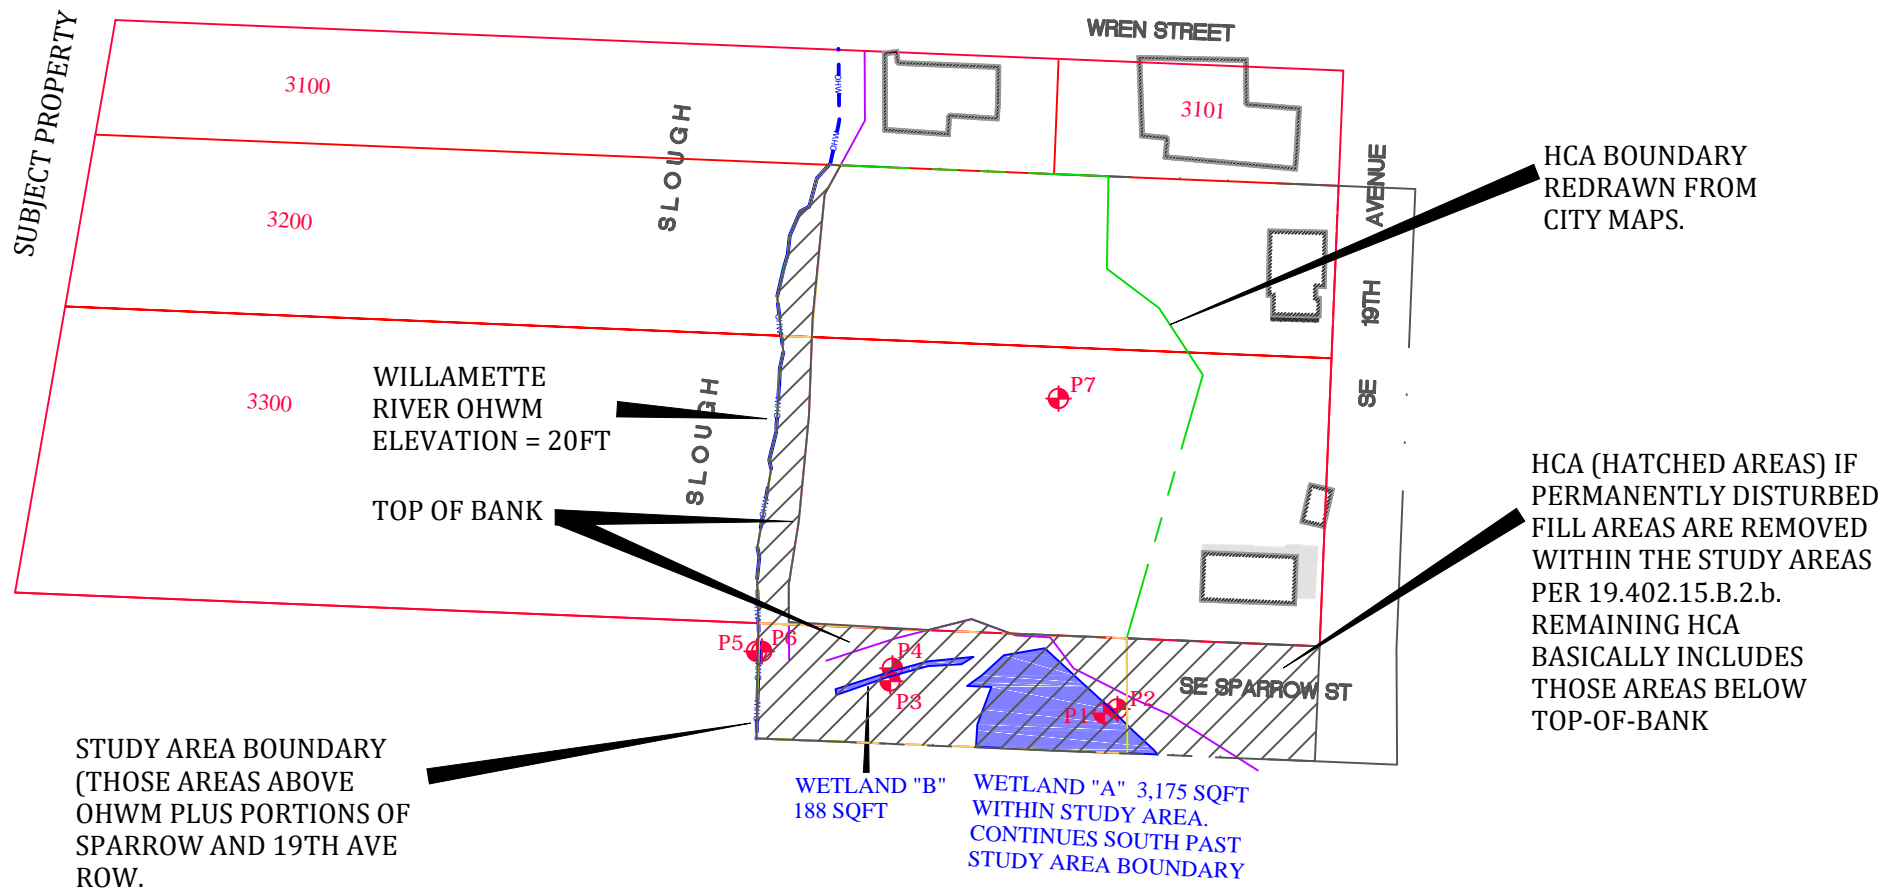 WREN STREET
SUBJECT PROPERTY
3100
3101
SLOUGH
3200
HCA BOUNDARY
REDRAWN FROM
CITY MAPS.
SE 19TH AVENUE
WILLAMETTE
RIVER OHWM
ELEVATION = 20FT
3300
SLOUGH
P7
TOP OF BANK
HCA (HATCHED AREAS) IF
PERMANENTLY DISTURBED
FILL AREAS ARE REMOVED
WITHIN THE STUDY AREAS
PER 19.402.15.B.2.b.
REMAINING HCA
BASICALLY INCLUDES
THOSE AREAS BELOW
TOP-OF-BANK
P5
P6
P4
P3
P1
P2
SE SPARROW ST
STUDY AREA BOUNDARY
(THOSE AREAS ABOVE
OHWM PLUS PORTIONS OF
SPARROW AND 19TH AVE
ROW.
WETLAND "B"
188 SQFT
WETLAND "A" 3,175 SQFT
WITHIN STUDY AREA.
CONTINUES SOUTH PAST
STUDY AREA BOUNDARY
OHW
OHW